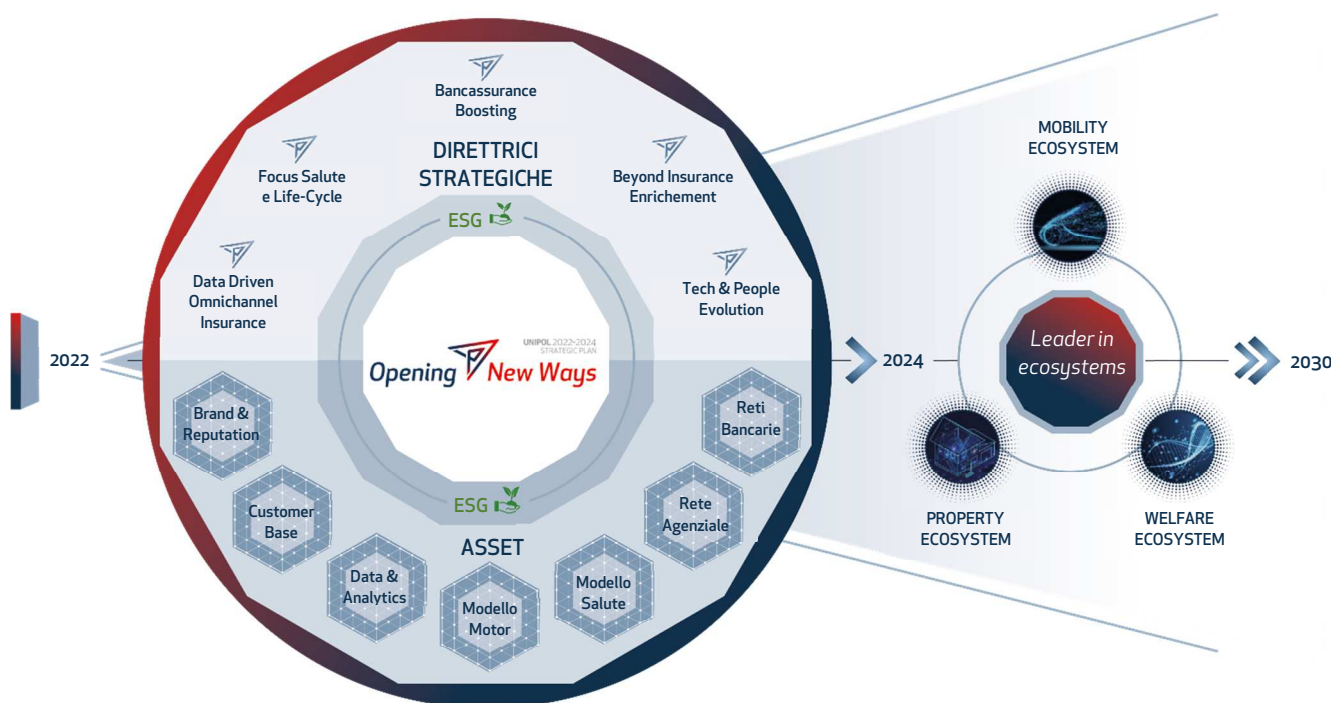 Bancassurance
Boosting
DIRETTRICI
STRATEGICHE
Focus Salute
e Life-Cycle
Beyond Insurance
Enrichement
Data Driven
Omnichannel
Insurance
Tech & People
Evolution
ESG
UNIPOL 2022-2024
STRATEGIC PLAN
Opening New Ways
2022
2024
2030
ESG
ASSET
Brand &
Reputation
Customer
Base
Data &
Analytics
Modello
Motor
Modello
Salute
Rete
Agenziale
Reti
Bancarie
MOBILITY
ECOSYSTEM
Leader in
ecosystems
PROPERTY
ECOSYSTEM
WELFARE
ECOSYSTEM